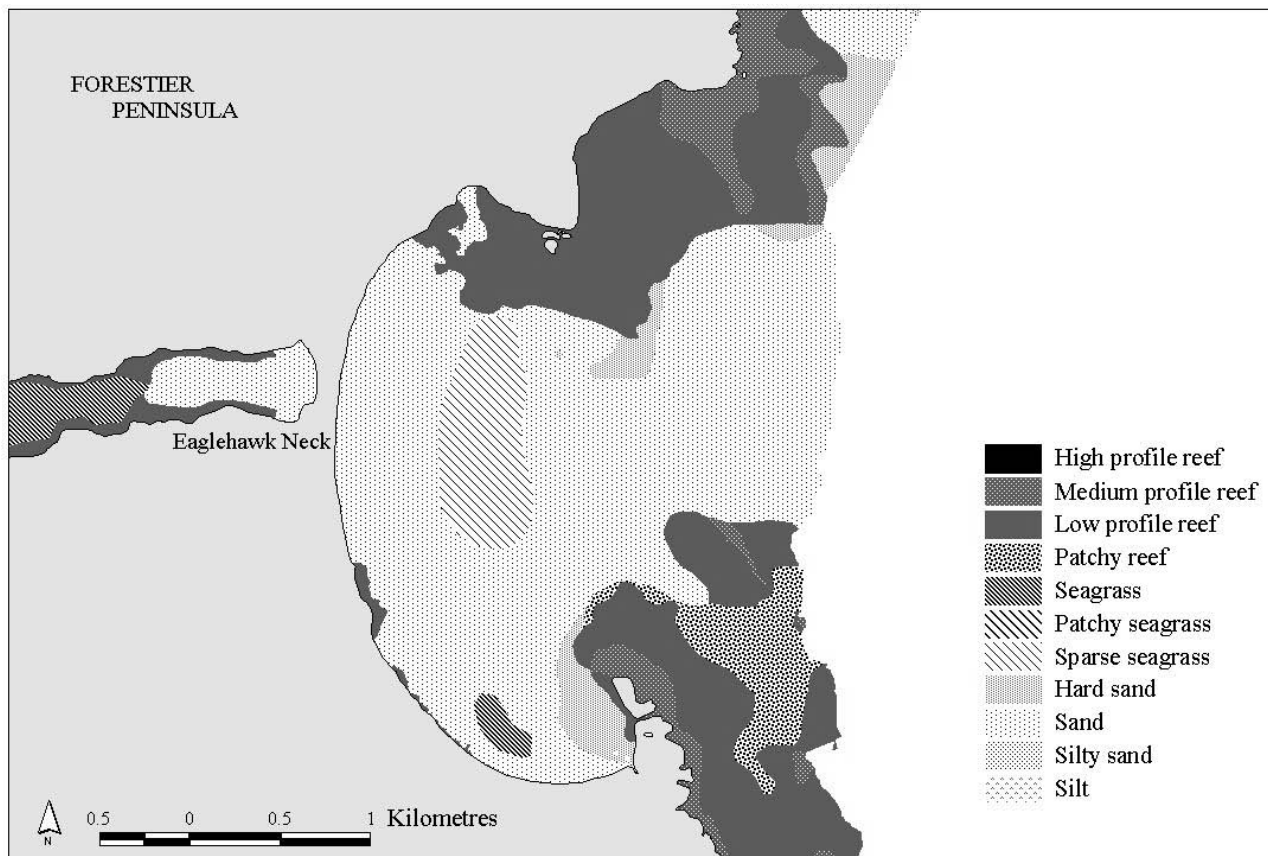 FORESTIER
PENINSULA
Eaglehawk Neck
High profile reef
Medium profile reef
Low profile reef
Patchy reef
Seagrass
Patchy seagrass
Sparse seagrass
Hard sand
Sand
Silty sand
Silt
N
0.5 0 0.5 1 Kilometres